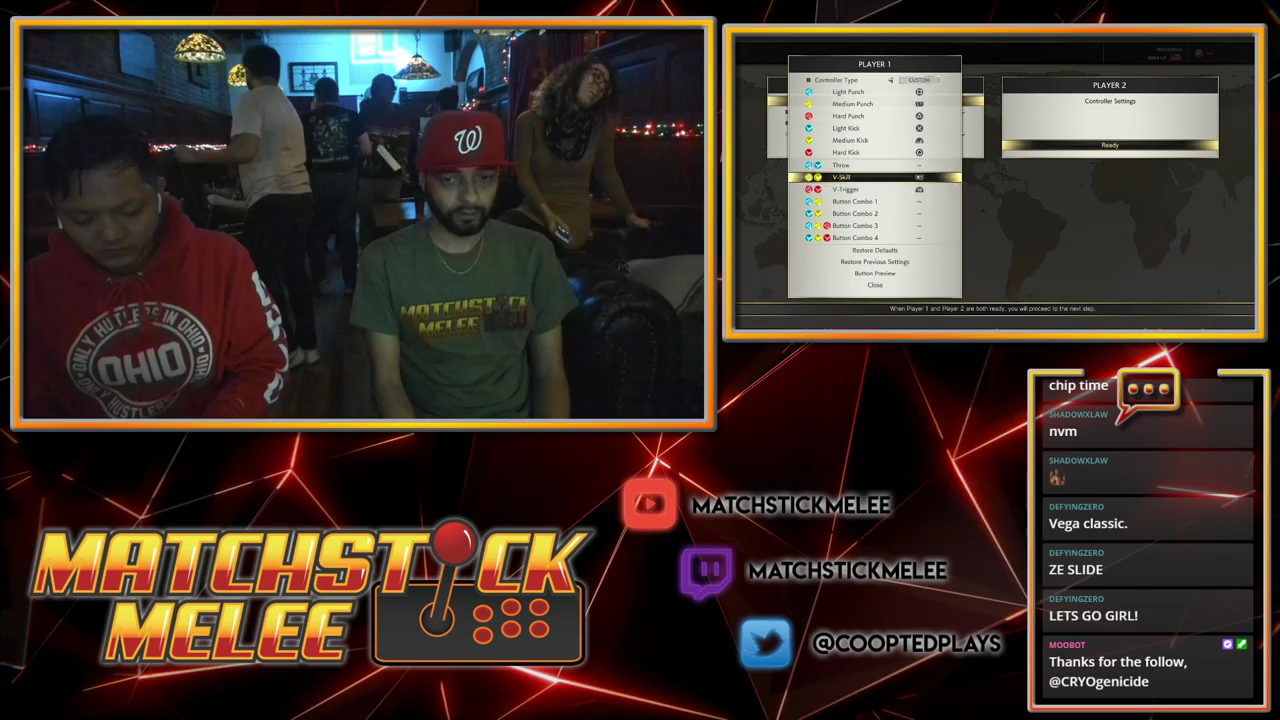 W
ONLY HUTLERS IN OHIO
OHIO
MATCHSTICK
MELEE
PLAYER 1
Controller Type
CUSTOM
Light Punch
Medium Punch
Hard Punch
Light Kick
Medium Kick
Hard Kick
Throw
V-Skill
V-Trigger
Button Combo 1
Button Combo 2
Button Combo 3
Button Combo 4
Restore Defaults
Restore Previous Settings
Button Preview
Close
PLAYER 2
Controller Settings
Ready
When Player 1 and Player 2 are both ready, you will proceed to the next step.
chip time
SHADOWXLAW
nvm
SHADOWXLAW
DEFYINGZERO
Vega classic.
DEFYINGZERO
ZE SLIDE
DEFYINGZERO
LETS GO GIRL!
MOOBOT
Thanks for the follow,
@CRYogenicide
MATCHSTICK
MELEE
MATCHSTICKMELEE
MATCHSTICKMELEE
@COOPTEDPLAYS